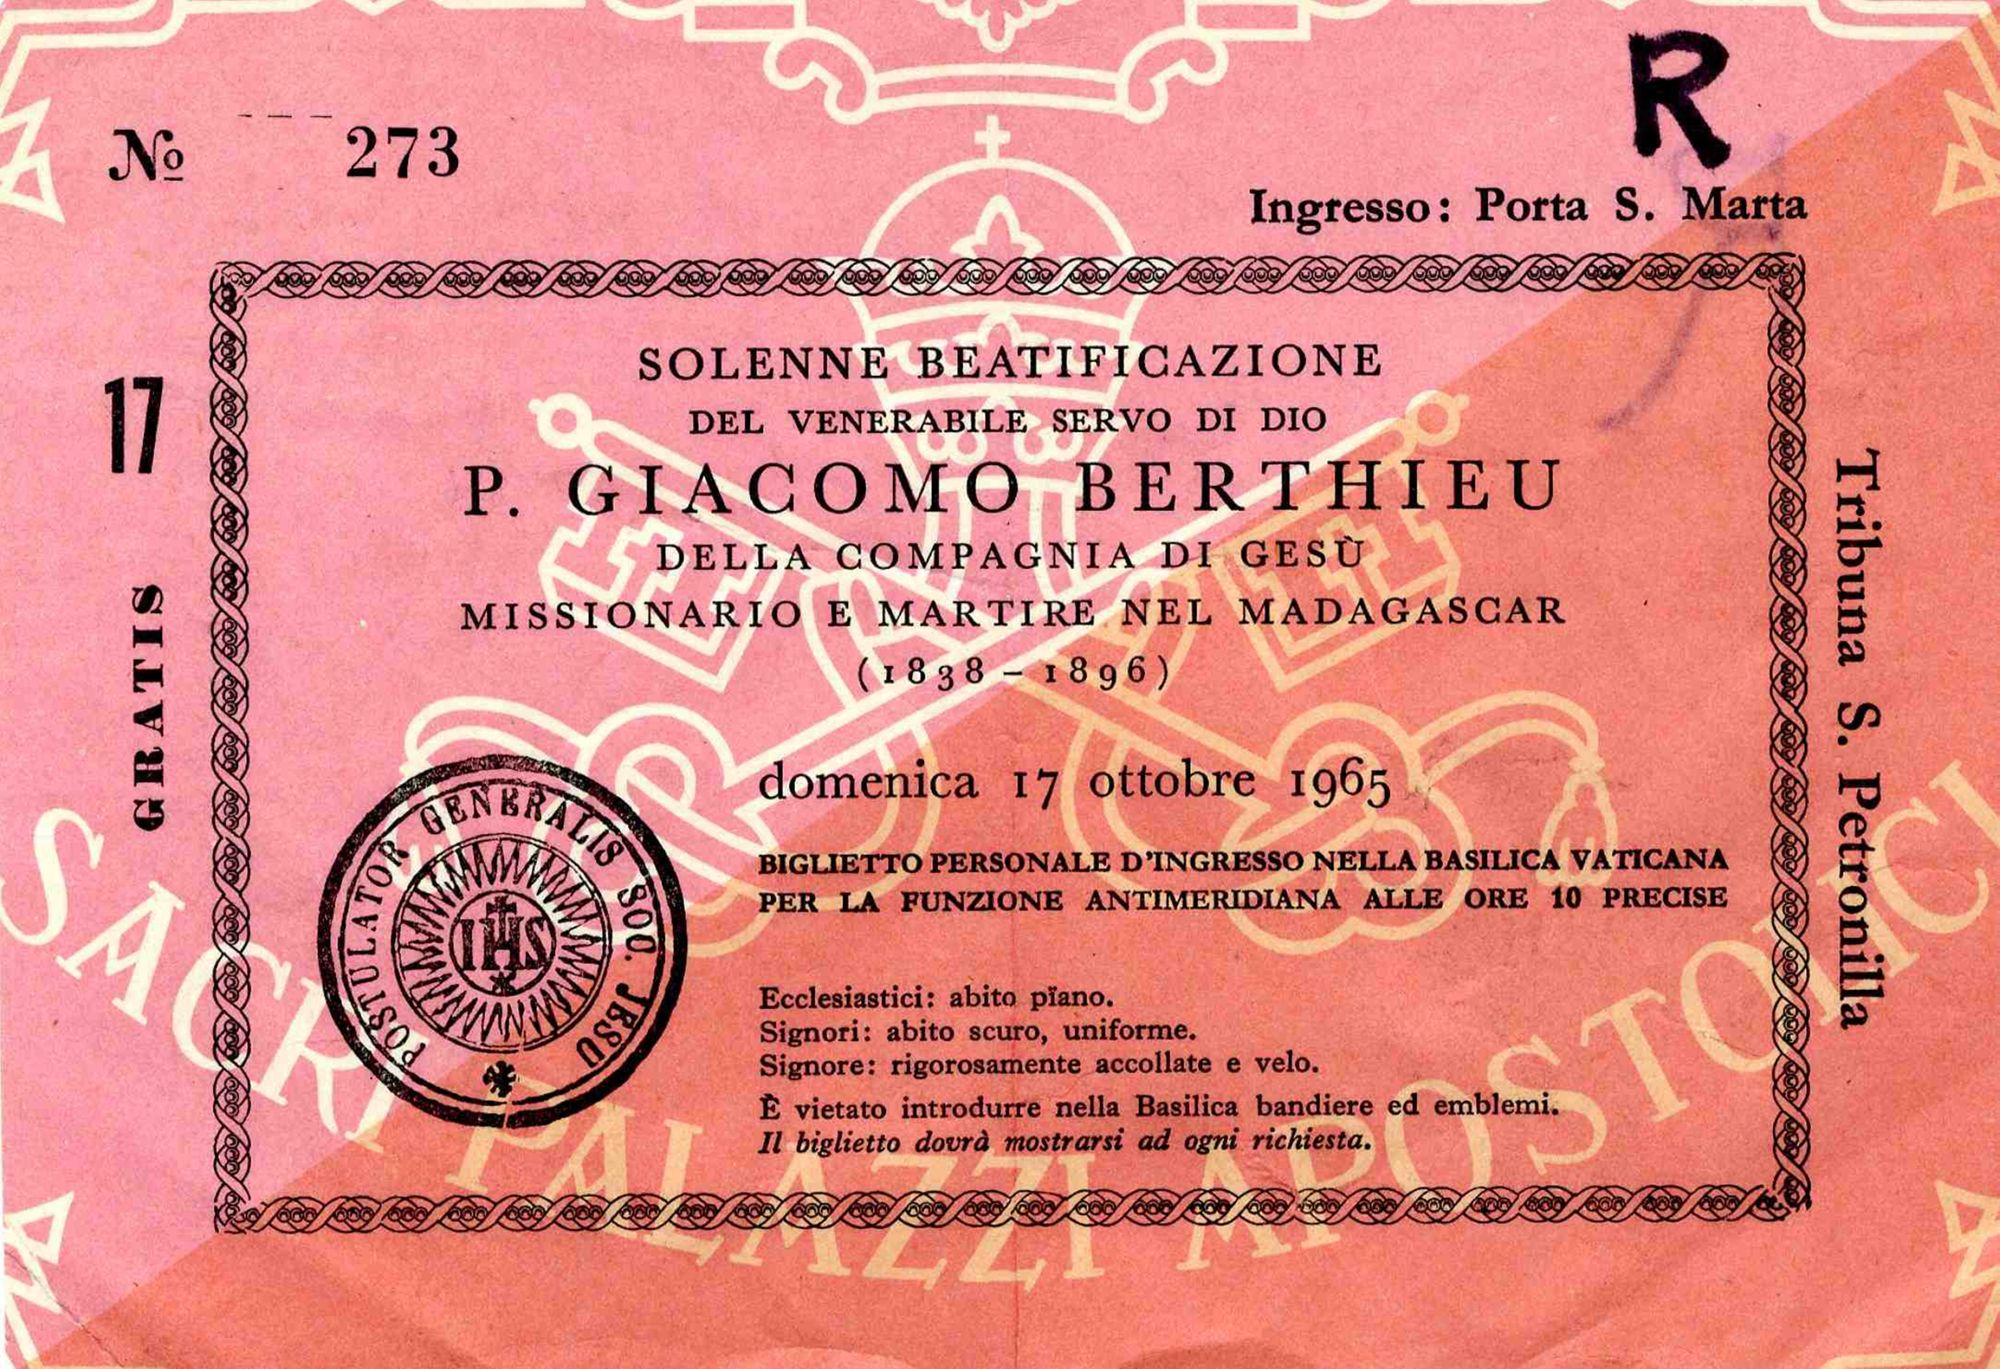 R
No 273
Ingresso: Porta S. Marta
17
GRATIS
SOLENNE BEATIFICAZIONE
DEL VENERABILE SERVO DI DIO
P. GIACOMO BERTHIEU
DELLA COMPAGNIA DI GESÙ
MISSIONARIO E MARTIRE NEL MADAGASCAR
(1838 – 1896)
domenica 17 ottobre 1965
BIGLIETTO PERSONALE D'INGRESSO NELLA BASILICA VATICANA
PER LA FUNZIONE ANTIMERIDIANA ALLE ORE 10 PRECISE
POSTULATOR GENERALIS SOC. JESU
IHS
Ecclesiastici: abito piano.
Signori: abito scuro, uniforme.
Signore: rigorosamente accollate e velo.
È vietato introdurre nella Basilica bandiere ed emblemi.
Il biglietto dovrà mostrarsi ad ogni richiesta.
Tribuna S. Petronilla
SACRI PALAZZI APOSTOLICI